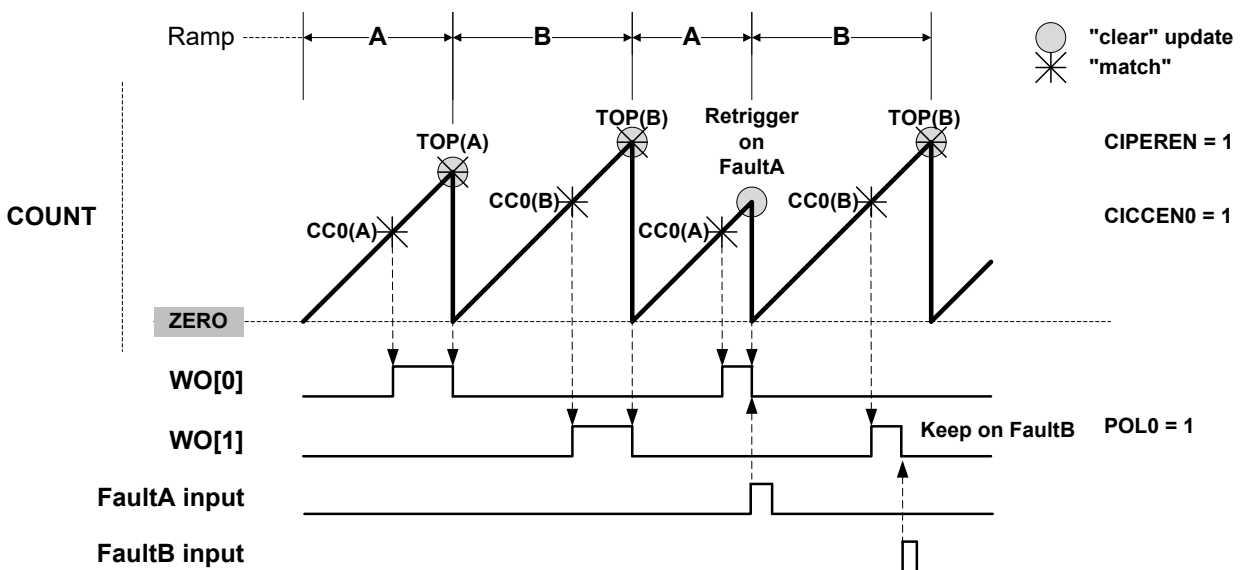 Ramp
A
B
A
B
"clear" update
"match"
TOP(A)
TOP(B)
Retrigger
on
FaultA
TOP(B)
CIPEREN = 1
COUNT
CC0(A)
CC0(B)
CC0(A)
CC0(B)
CICCEN0 = 1
ZERO
WO[0]
WO[1]
Keep on FaultB
POL0 = 1
FaultA input
FaultB input